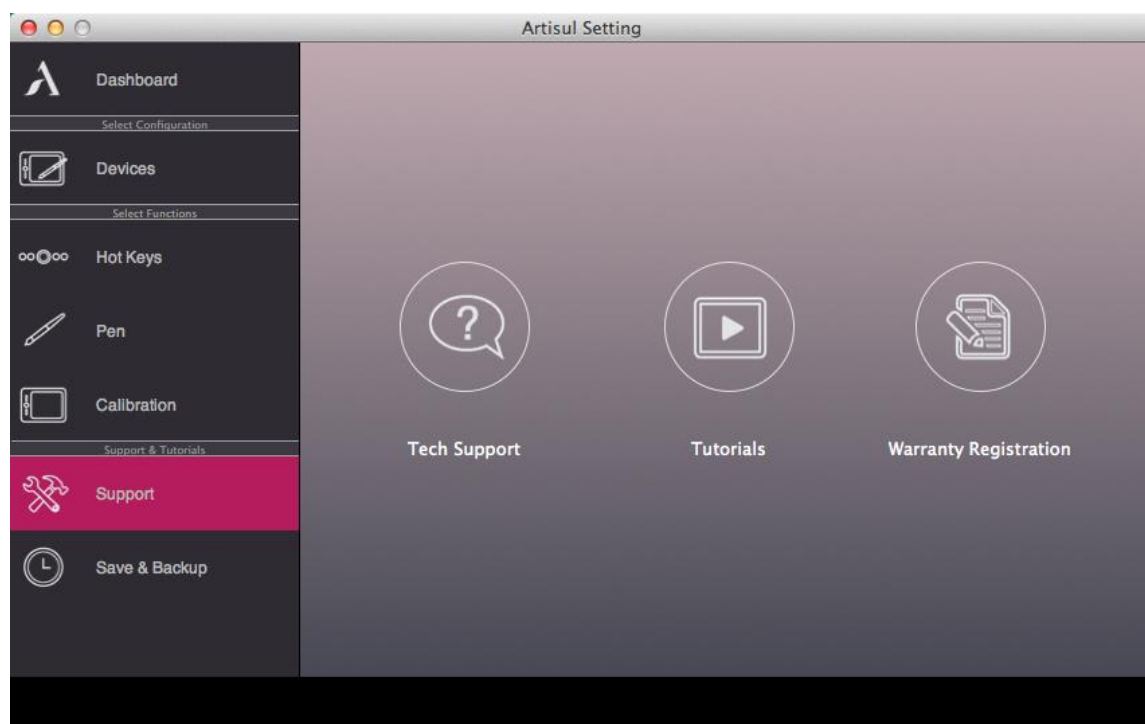 Artisul Setting
Dashboard
Select Configuration
Devices
Select Functions
Hot Keys
Pen
Calibration
Support & Tutorials
Support
Save & Backup
Tech Support
Tutorials
Warranty Registration